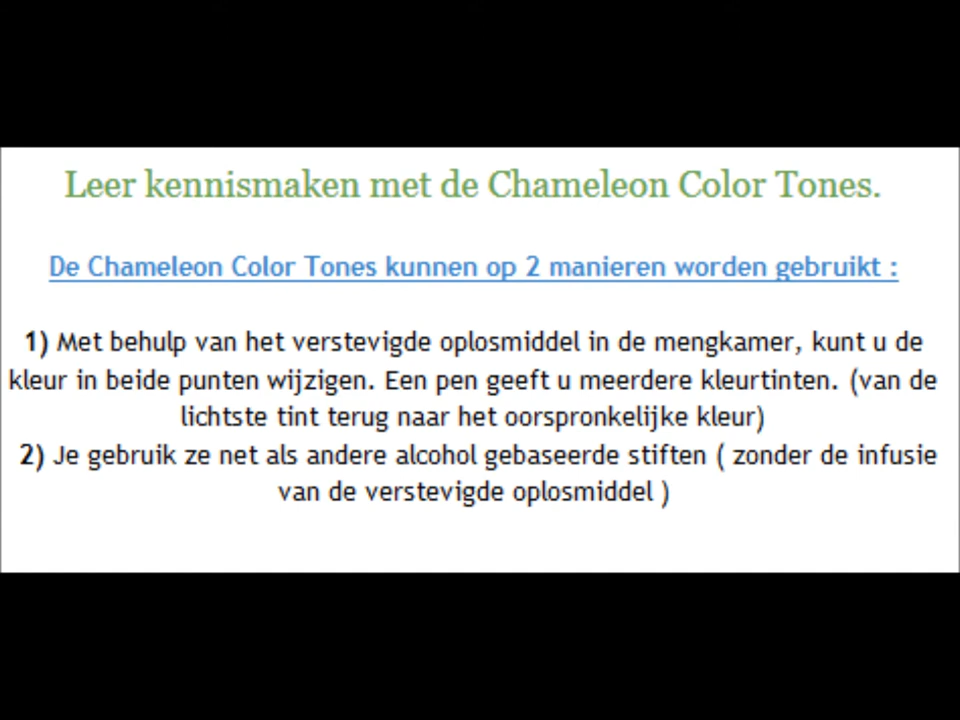 Leer kennismaken met de Chameleon Color Tones.
De Chameleon Color Tones kunnen op 2 manieren worden gebruikt :
1) Met behulp van het verstevigde oplosmiddel in de mengkamer, kunt u de
kleur in beide punten wijzigen. Een pen geeft u meerdere kleurtinten. (van de
lichtste tint terug naar het oorspronkelijke kleur)
2) Je gebruik ze net als andere alcohol gebaseerde stiften ( zonder de infusie
van de verstevigde oplosmiddel )